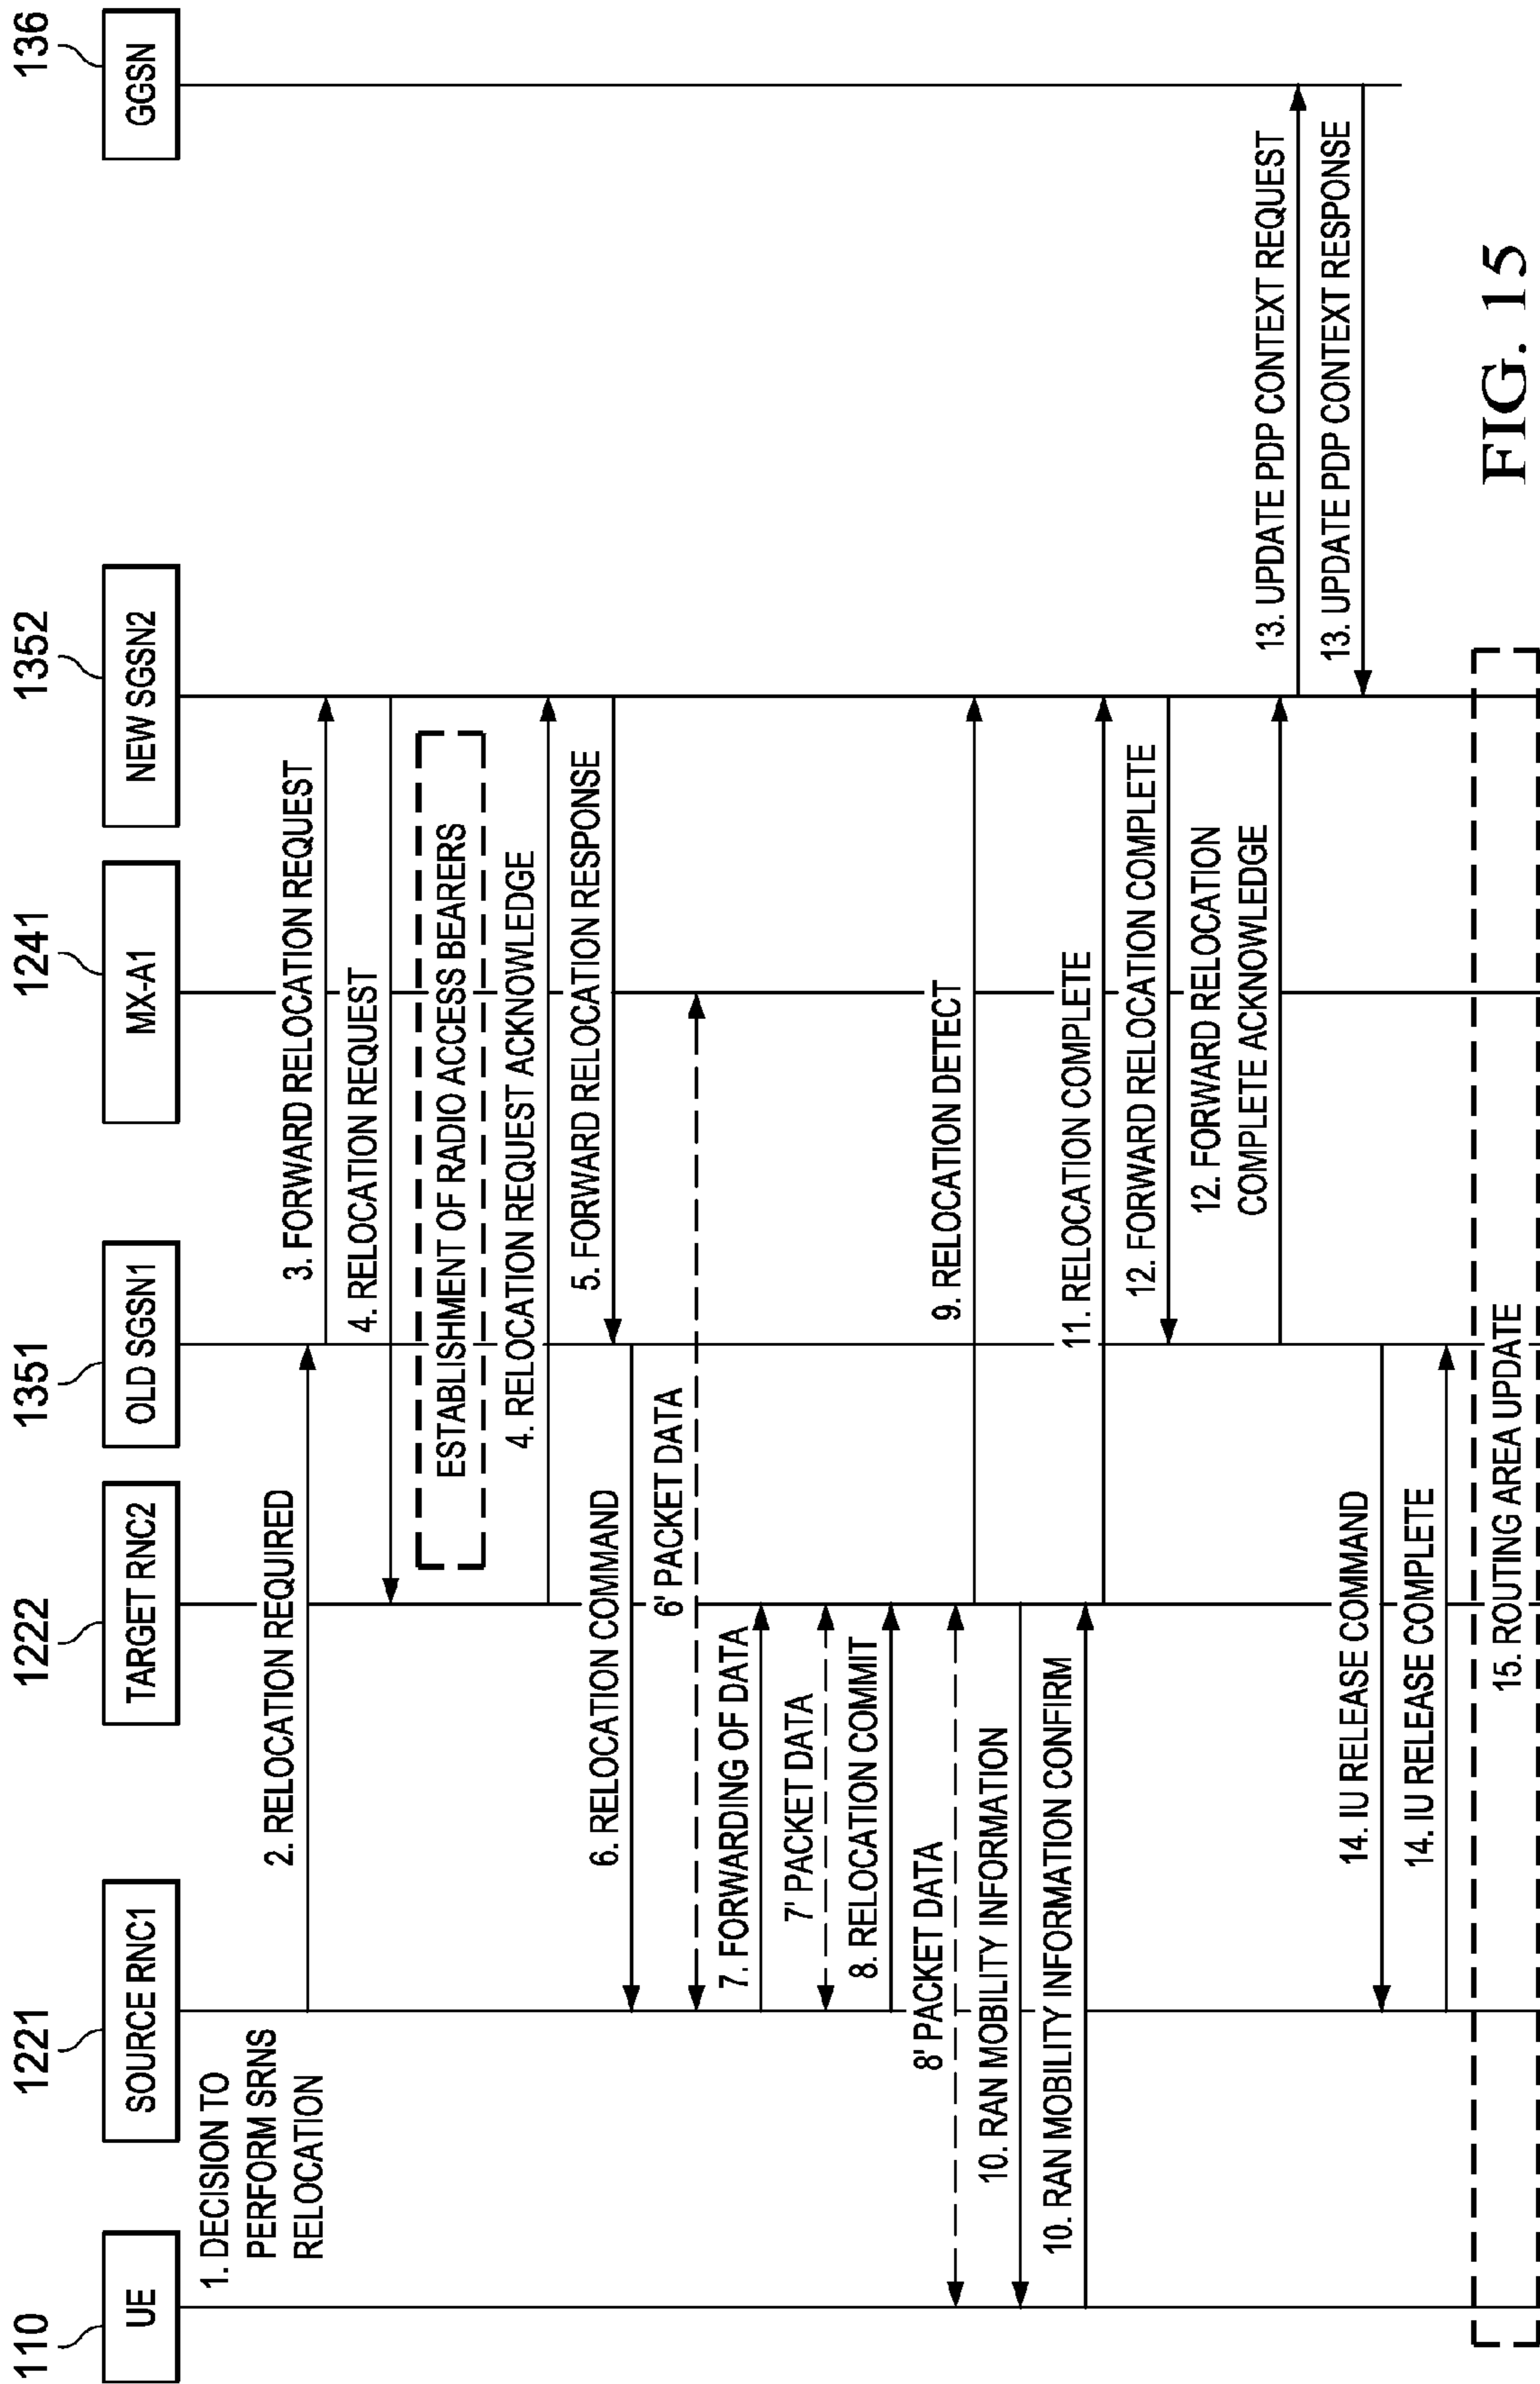 110
1221
1222
1351
1241
1352
136
UE
SOURCE RNC1
TARGET RNC2
OLD SGSN1
MX-A1
NEW SGSN2
GGSN
1. DECISION TO
PERFORM SRNS
RELOCATION
2. RELOCATION REQUIRED
3. FORWARD RELOCATION REQUEST
4. RELOCATION REQUEST
ESTABLISHMENT OF RADIO ACCESS BEARERS
4. RELOCATION REQUEST ACKNOWLEDGE
5. FORWARD RELOCATION RESPONSE
6. RELOCATION COMMAND
6' PACKET DATA
7. FORWARDING OF DATA
7' PACKET DATA
8. RELOCATION COMMIT
8' PACKET DATA
9. RELOCATION DETECT
10. RAN MOBILITY INFORMATION
10. RAN MOBILITY INFORMATION CONFIRM
11. RELOCATION COMPLETE
12. FORWARD RELOCATION COMPLETE
12. FORWARD RELOCATION
COMPLETE ACKNOWLEDGE
13. UPDATE PDP CONTEXT REQUEST
13. UPDATE PDP CONTEXT RESPONSE
14. IU RELEASE COMMAND
14. IU RELEASE COMPLETE
15. ROUTING AREA UPDATE
FIG. 15